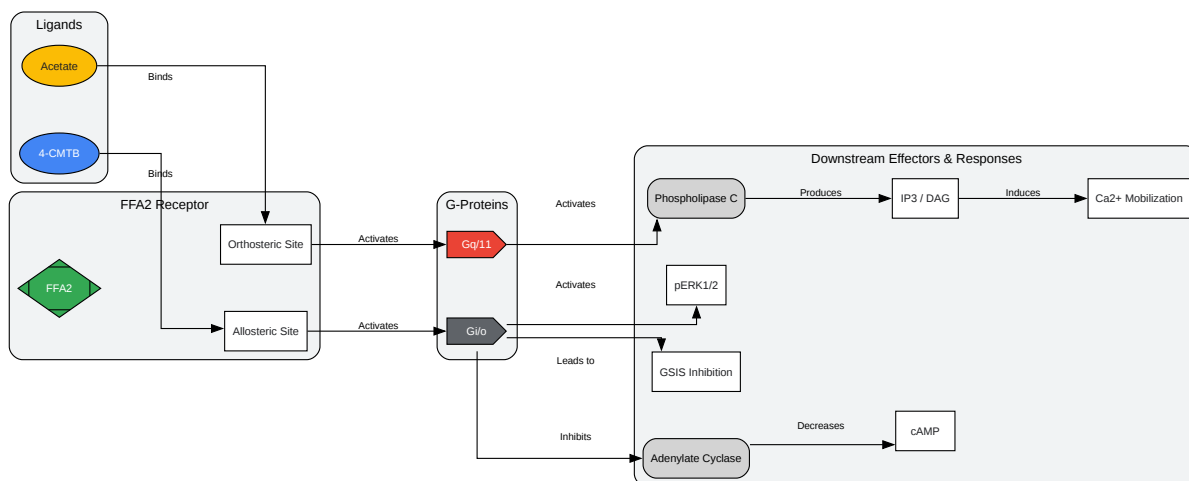 Ligands
Acetate
Binds
4-CMTB
Binds
FFA2 Receptor
Orthosteric Site
FFA2
Allosteric Site
Activates
Activates
G-Proteins
Gq/11
Gi/o
Activates
Activates
Leads to
Inhibits
Downstream Effectors & Responses
Phospholipase C
Produces
IP3 / DAG
Induces
Ca2+ Mobilization
pERK1/2
GSIS Inhibition
Adenylate Cyclase
Decreases
cAMP